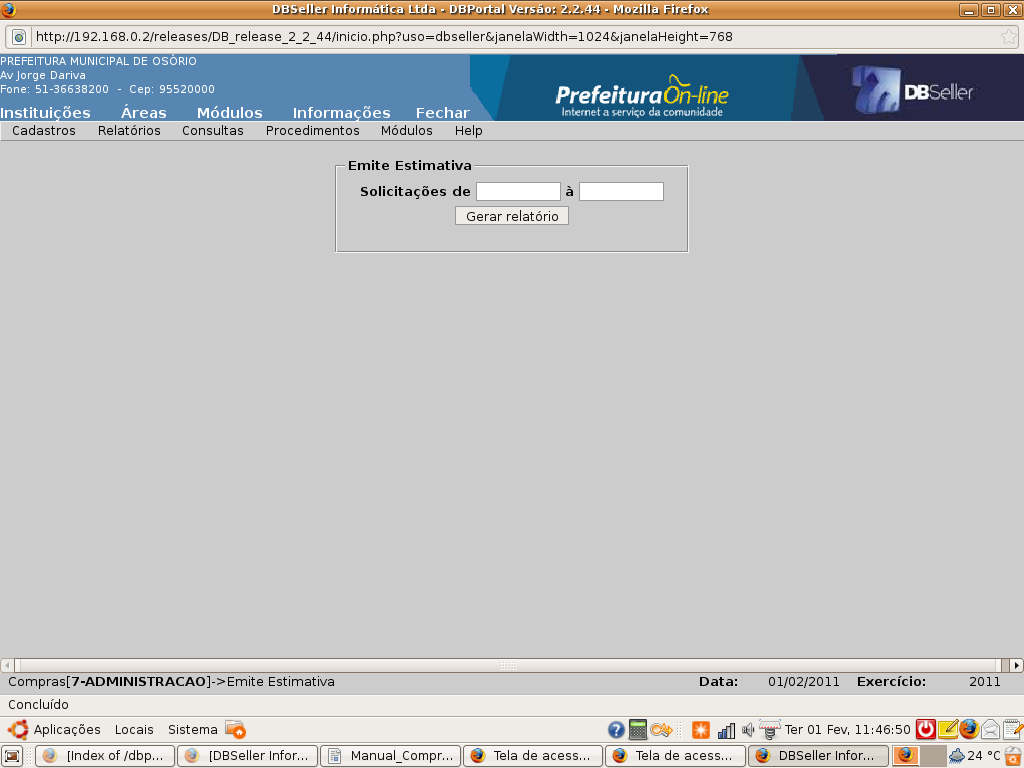 DBSeller Informática Ltda - DBPortal Versão: 2.2.44 - Mozilla Firefox
http://192.168.0.2/releases/DB_release_2_2_44/inicio.php?uso=dbseller&janelaWidth=1024&janelaHeight=768
PREFEITURA MUNICIPAL DE OSÓRIO
Av Jorge Dariva
Fone: 51-36638200 - Cep: 95520000
PrefeituraOn-line
Internet a serviço da comunidade
DBSeller
Instituições Áreas Módulos Informações Fechar
Cadastros Relatórios Consultas Procedimentos Módulos Help
Emite Estimativa
Solicitações de à
Gerar relatório
Compras[7-ADMINISTRACAO]->Emite Estimativa Data: 01/02/2011 Exercício: 2011
Concluído
Aplicações Locais Sistema Ter 01 Fev, 11:46:50
[Index of /dbp... [DBSeller Infor... Manual_Compr... Tela de acess... Tela de acess... DBSeller Infor... 24 °C